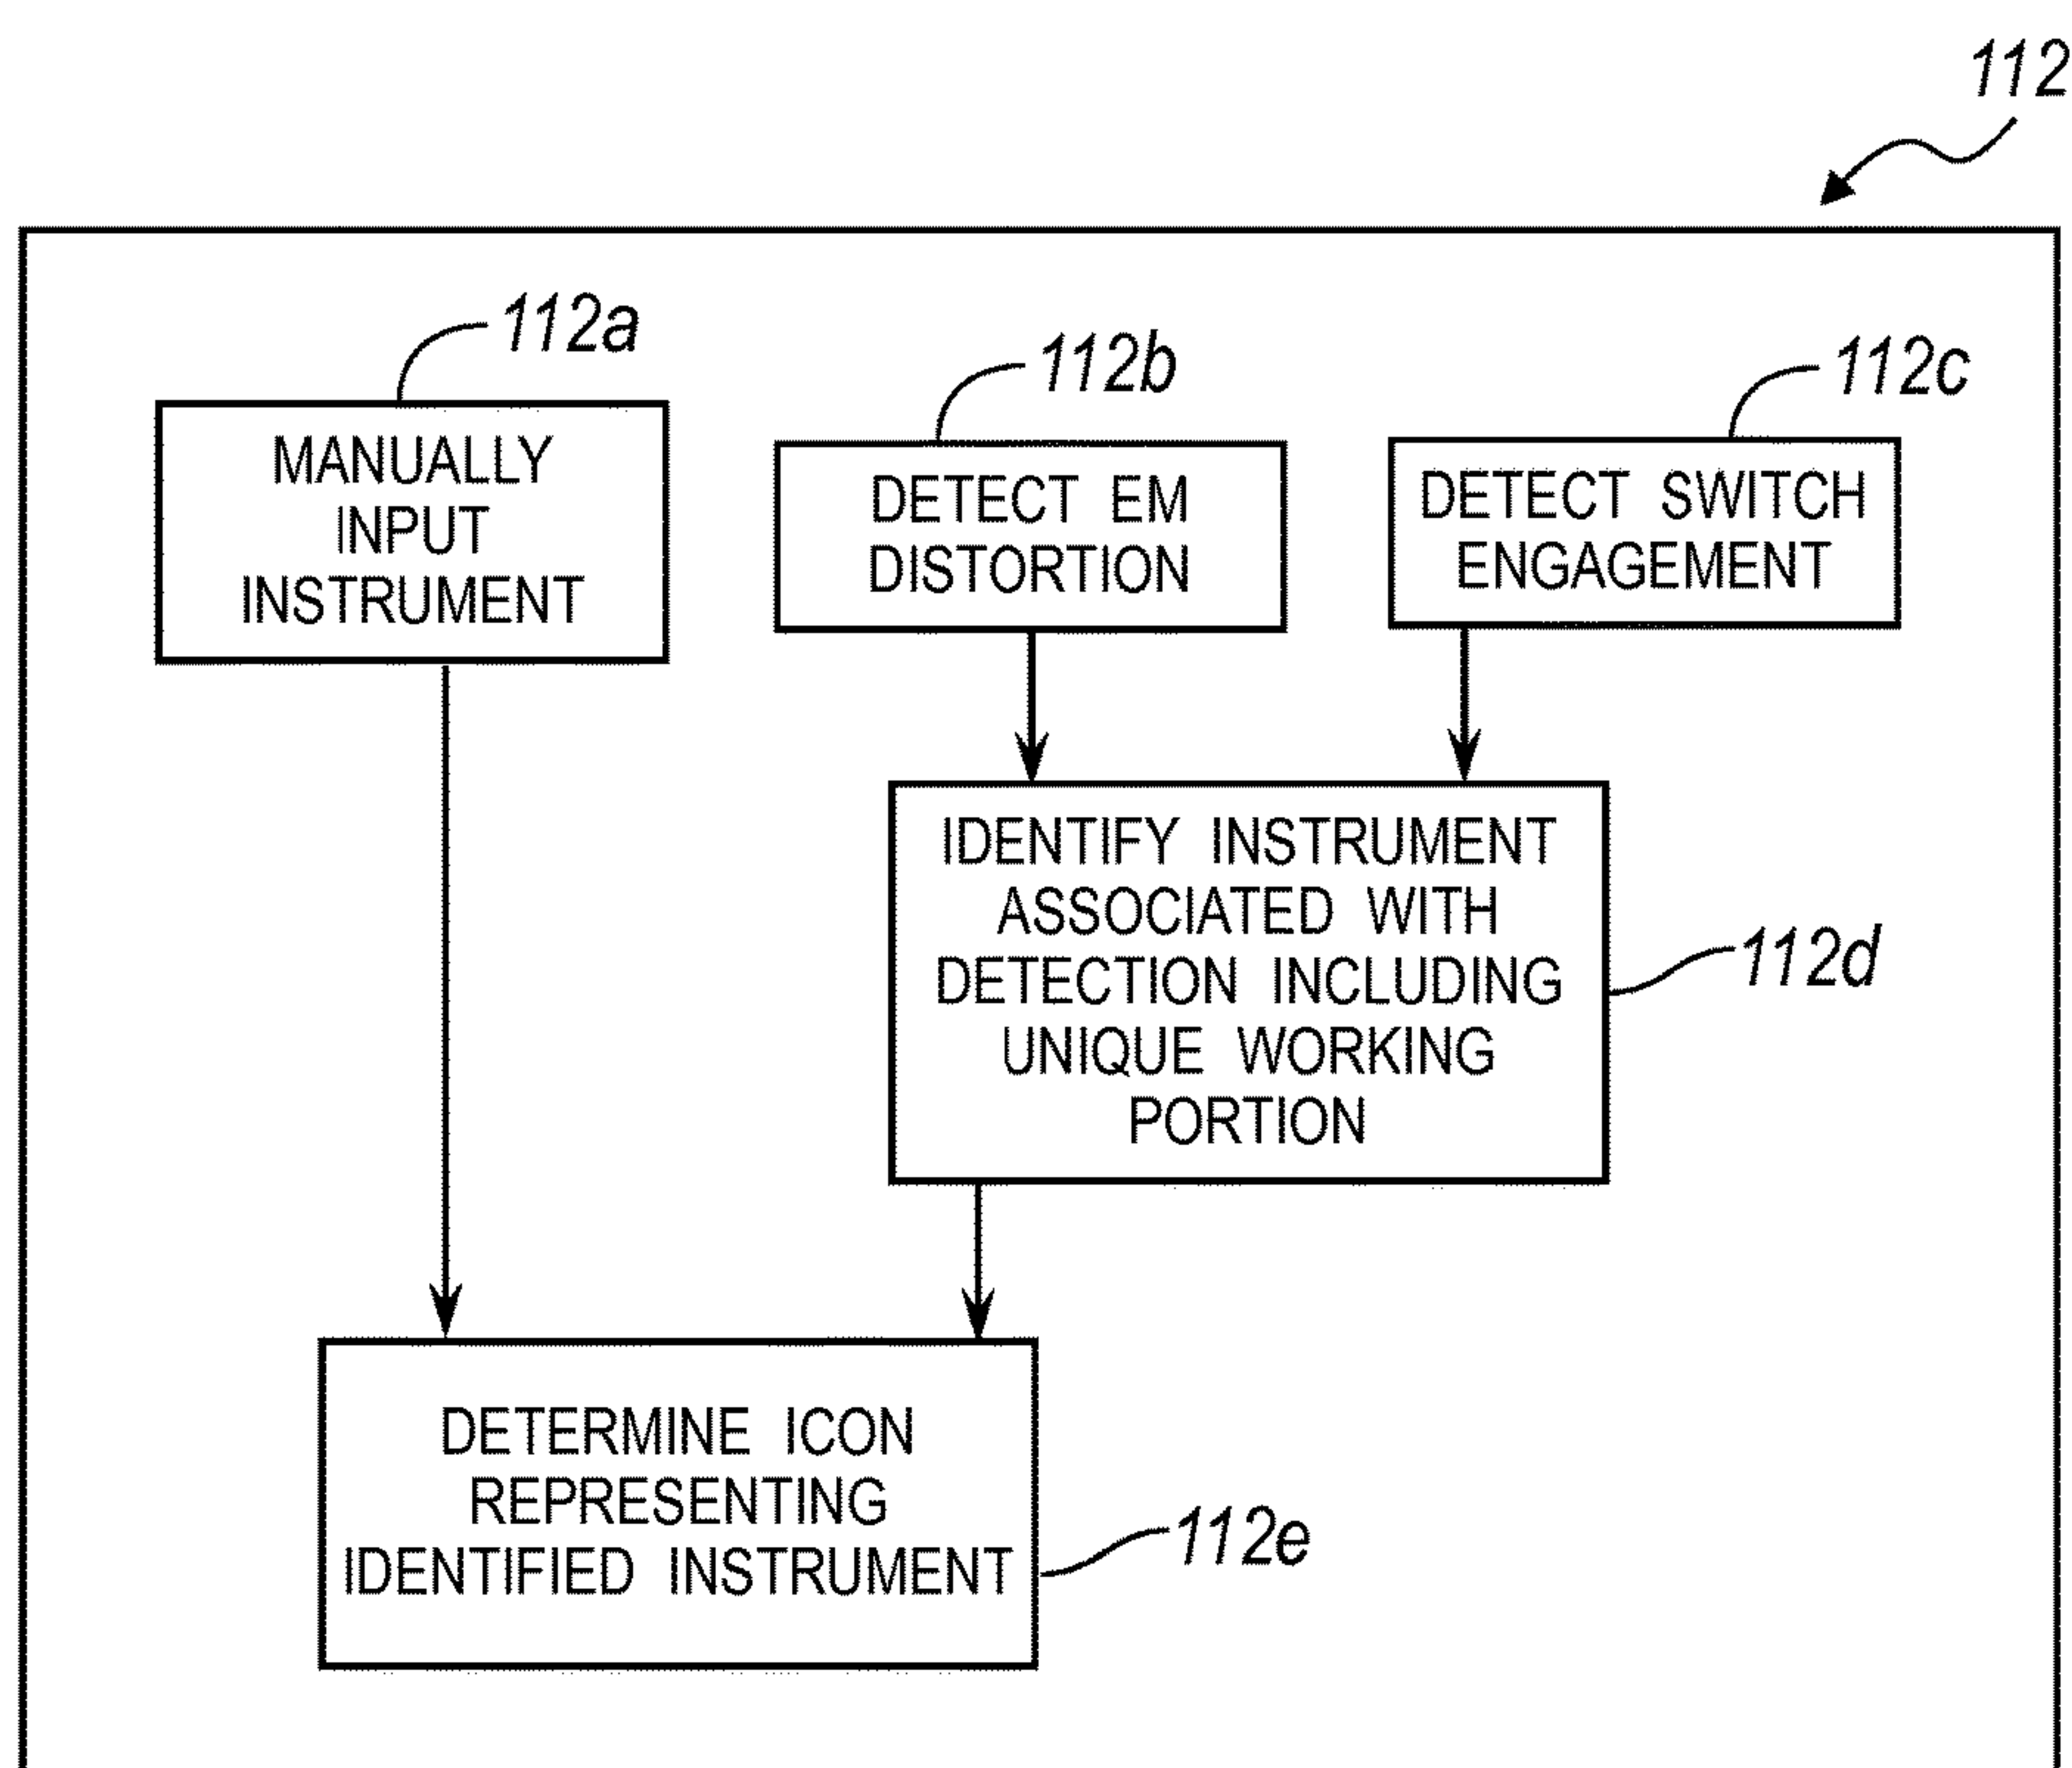 112
112a
MANUALLY
INPUT
INSTRUMENT
112b
DETECT EM
DISTORTION
112c
DETECT SWITCH
ENGAGEMENT
IDENTIFY INSTRUMENT
ASSOCIATED WITH
DETECTION INCLUDING
UNIQUE WORKING
PORTION
112d
DETERMINE ICON
REPRESENTING
IDENTIFIED INSTRUMENT
112e